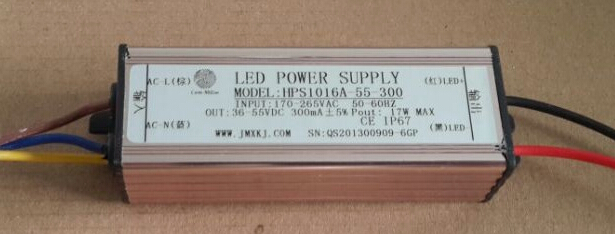 LED POWER SUPPLY
AC-L(棕) MODEL:HPS1016A-55-300 (红)LED+
输入 INPUT:170-265VAC 50-60HZ 输出
OUT:36-55VDC 300mA±5% Pout: 17W MAX
CE IP67
AC-N(蓝) WWW.JMXKJ.COM SN:QS201300909-6GP (黑)LED